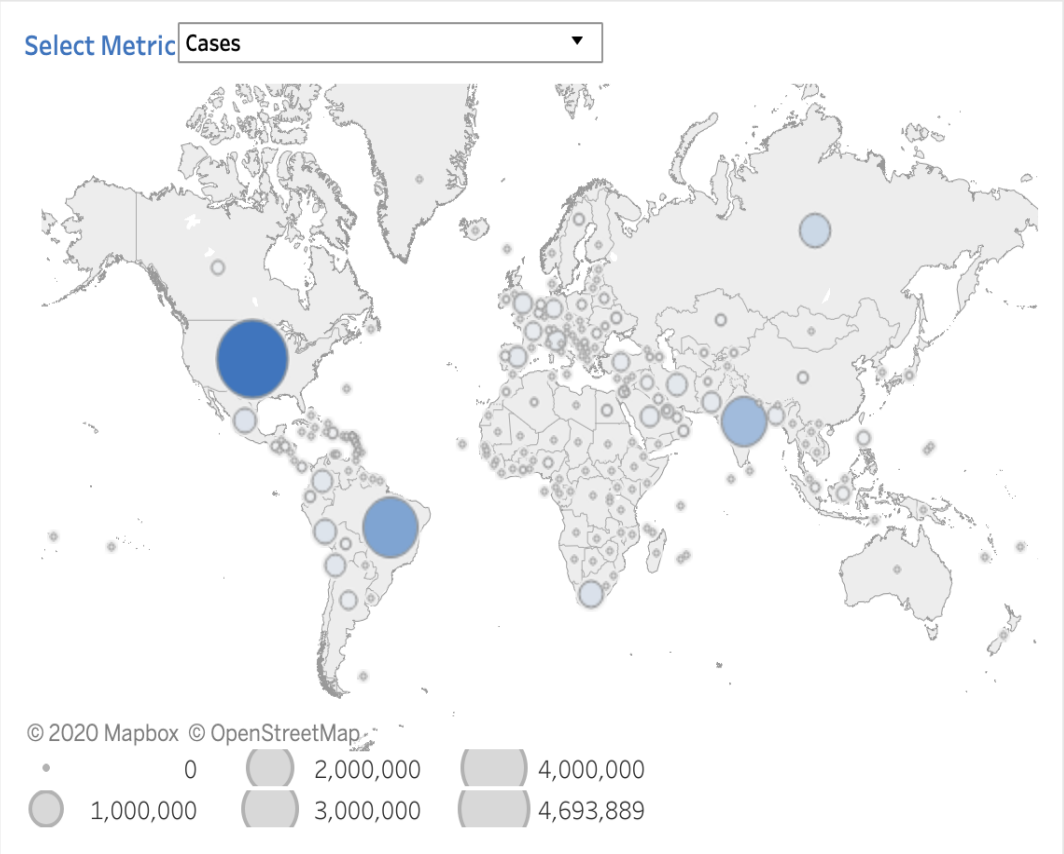 Select Metric Cases
© 2020 Mapbox © OpenStreetMap
0 2,000,000 4,000,000
1,000,000 3,000,000 4,693,889